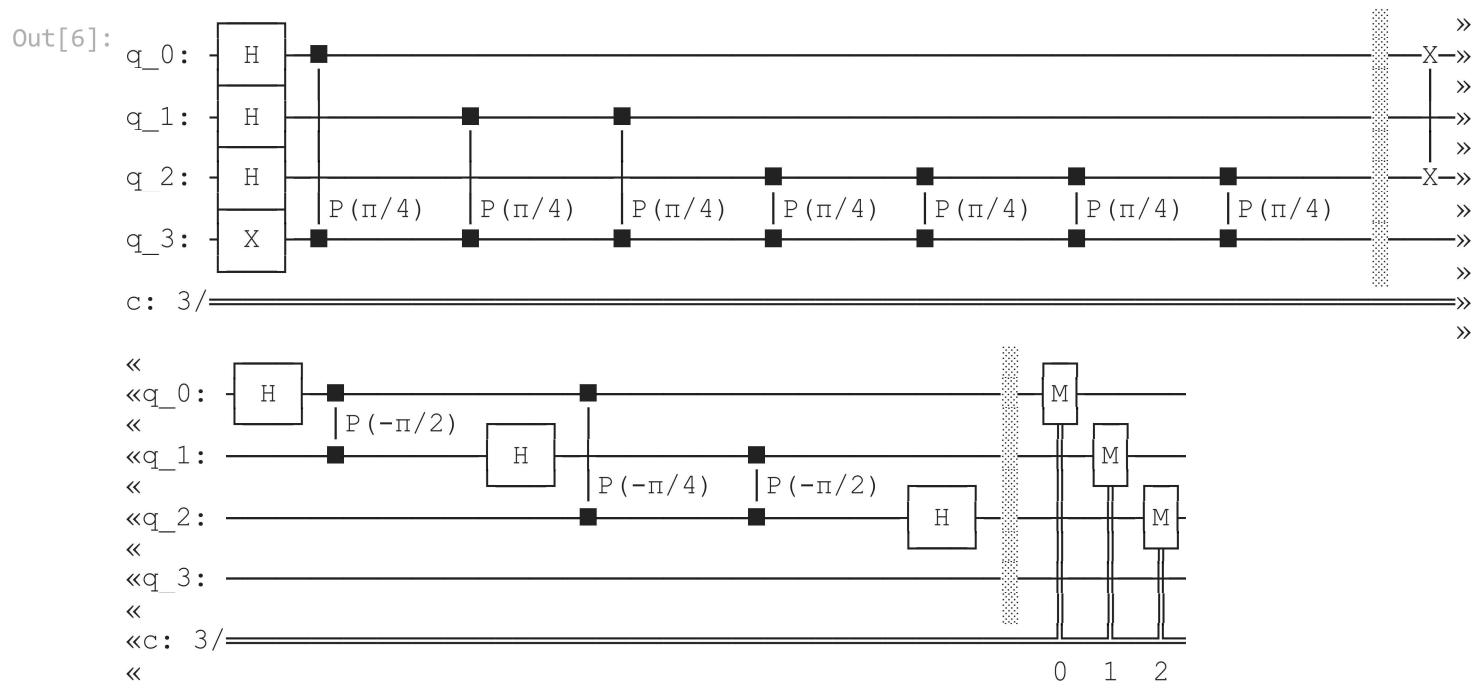 Out[6]:
»
q_0: H X »
»
q_1: H »
»
q_2: H X »
P(π/4) P(π/4) P(π/4) P(π/4) P(π/4) P(π/4) P(π/4) »
q_3: X »
»
c: 3/ »
»
«
«q_0: H M
« P(-π/2)
«q_1: H M
« P(-π/4) P(-π/2)
«q_2: H M
«
«q_3:
«
«c: 3/
« 0 1 2